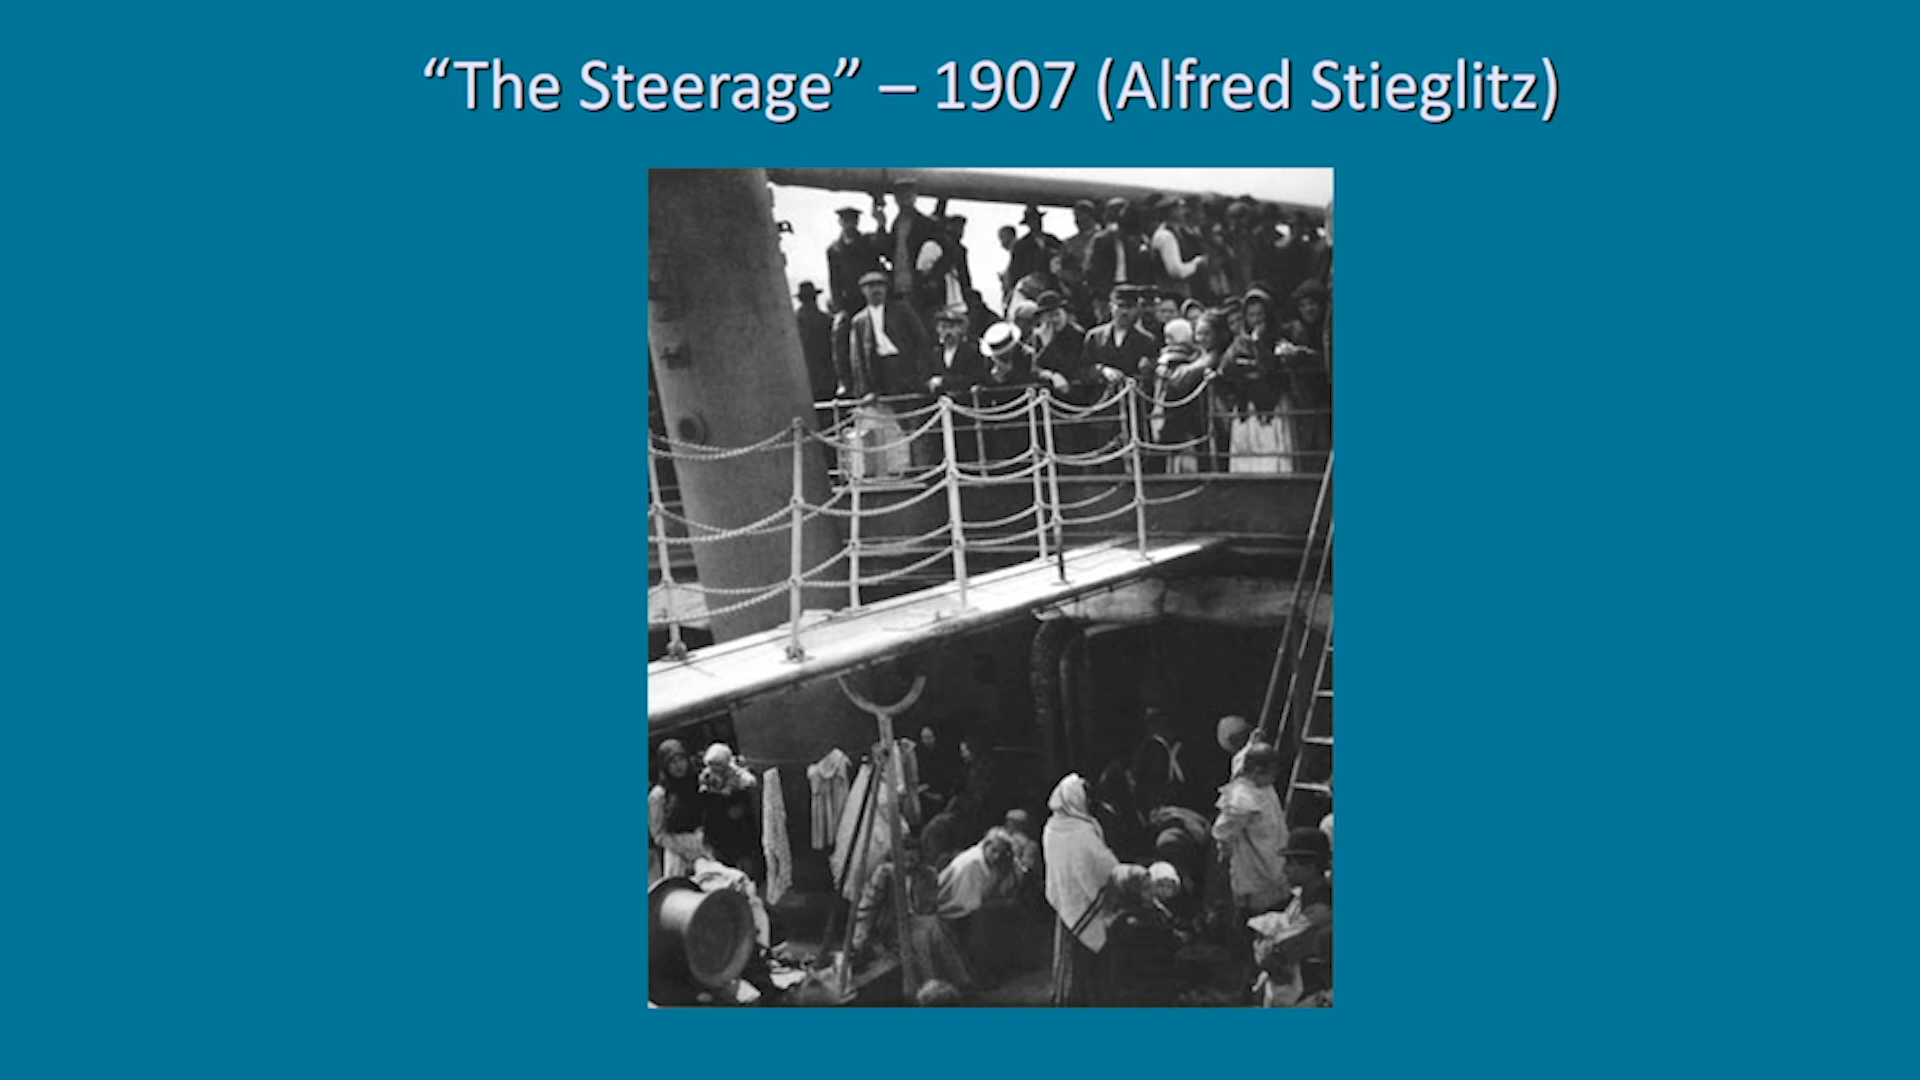 “The Steerage” – 1907 (Alfred Stieglitz)